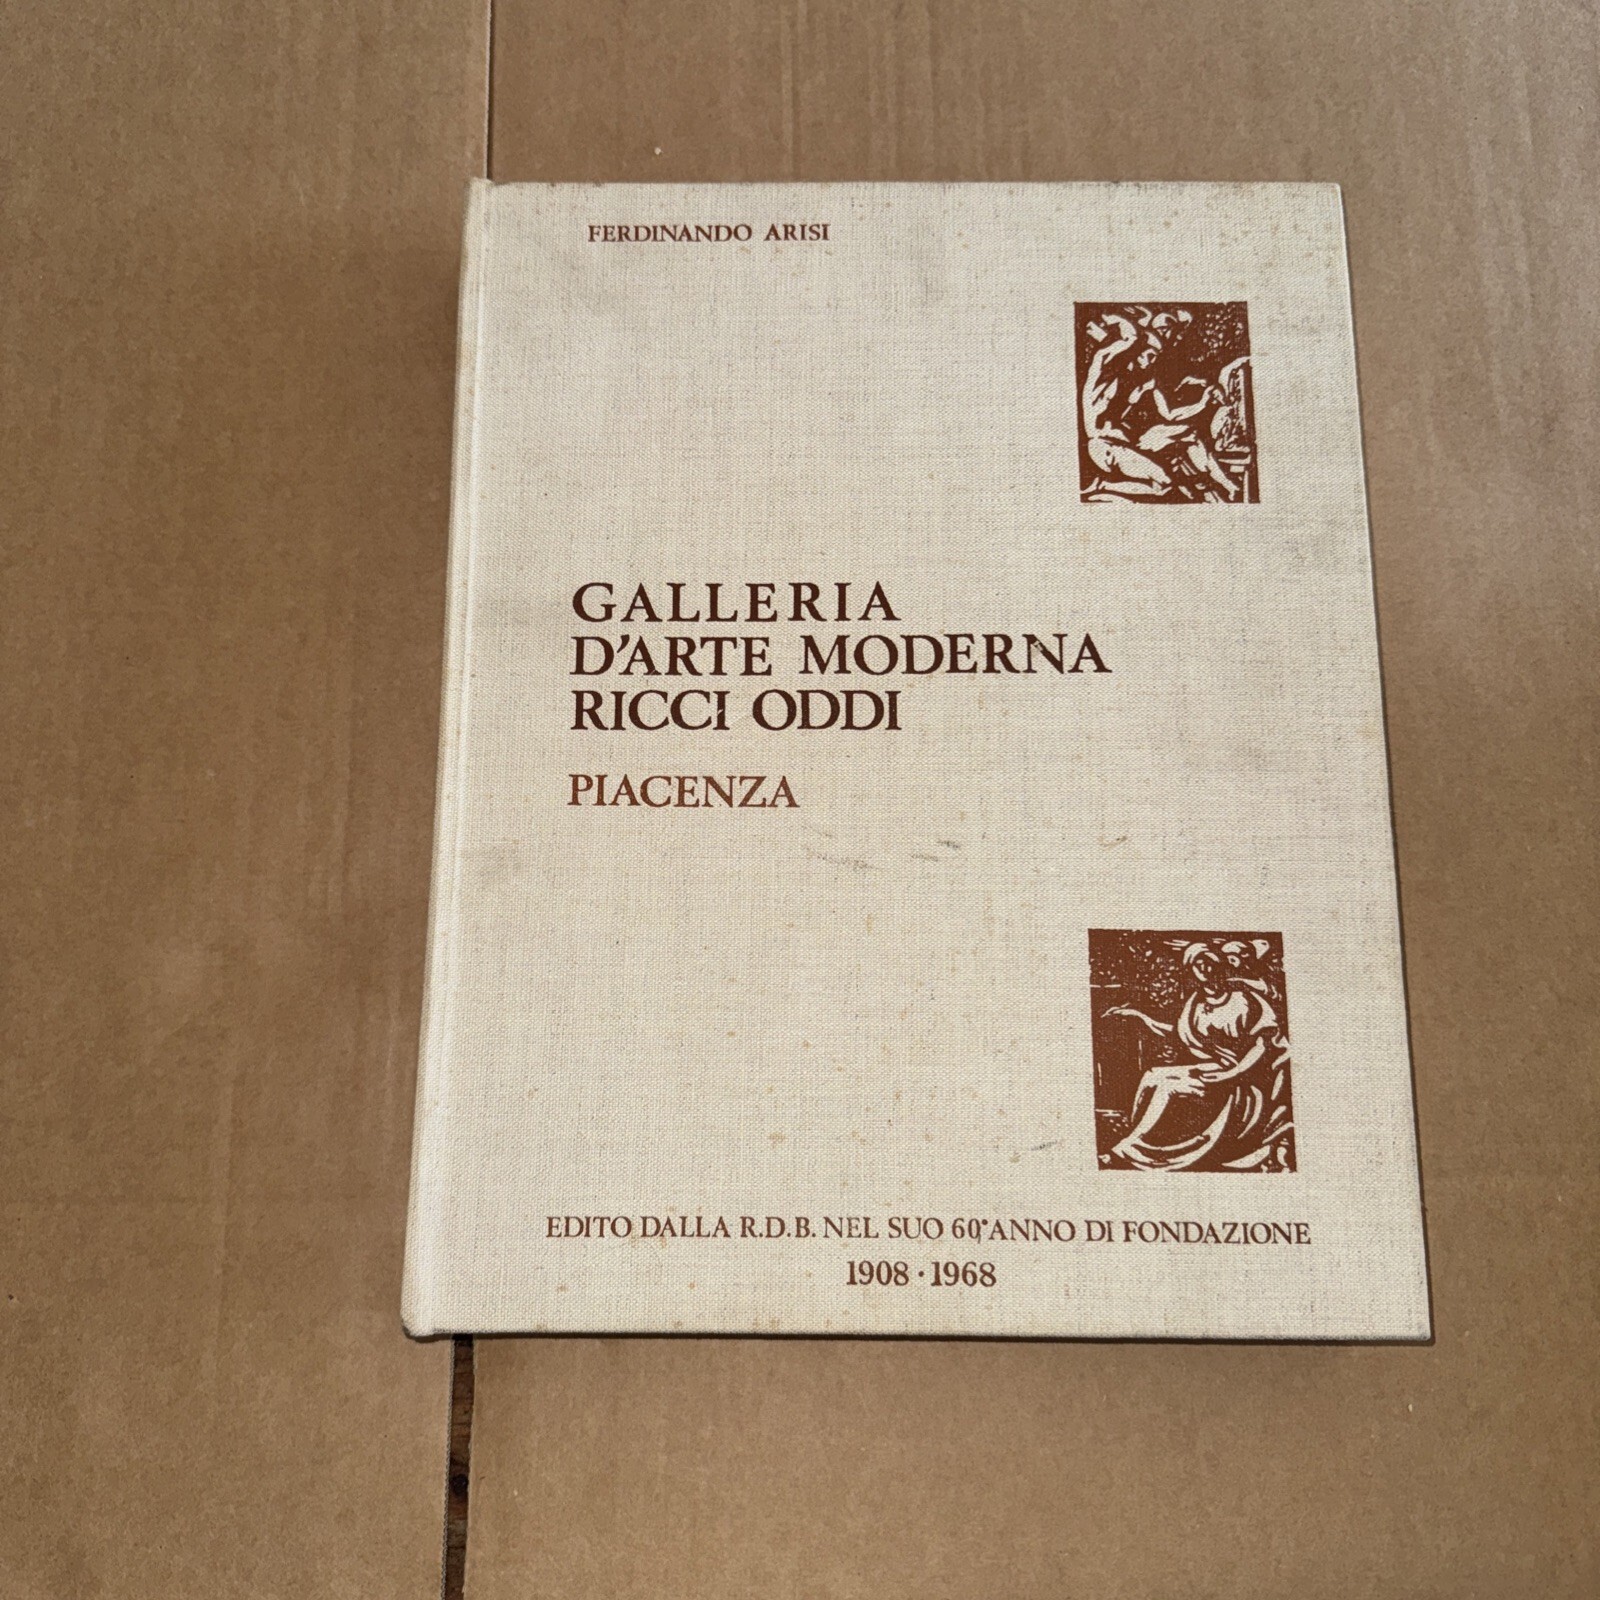 FERDINANDO ARISI
GALLERIA
D'ARTE MODERNA
RICCI ODDI
PIACENZA
EDITO DALLA R.D.B. NEL SUO 60° ANNO DI FONDAZIONE
1908 · 1968